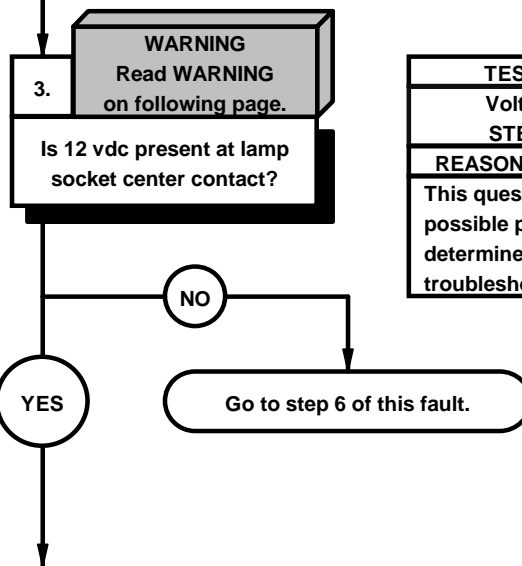 WARNING
Read WARNING
on following page.
3.
Is 12 vdc present at lamp
socket center contact?
NO
YES
Go to step 6 of this fault.
TES
Volt
STE
REASON
This ques
possible p
determine
troublesh